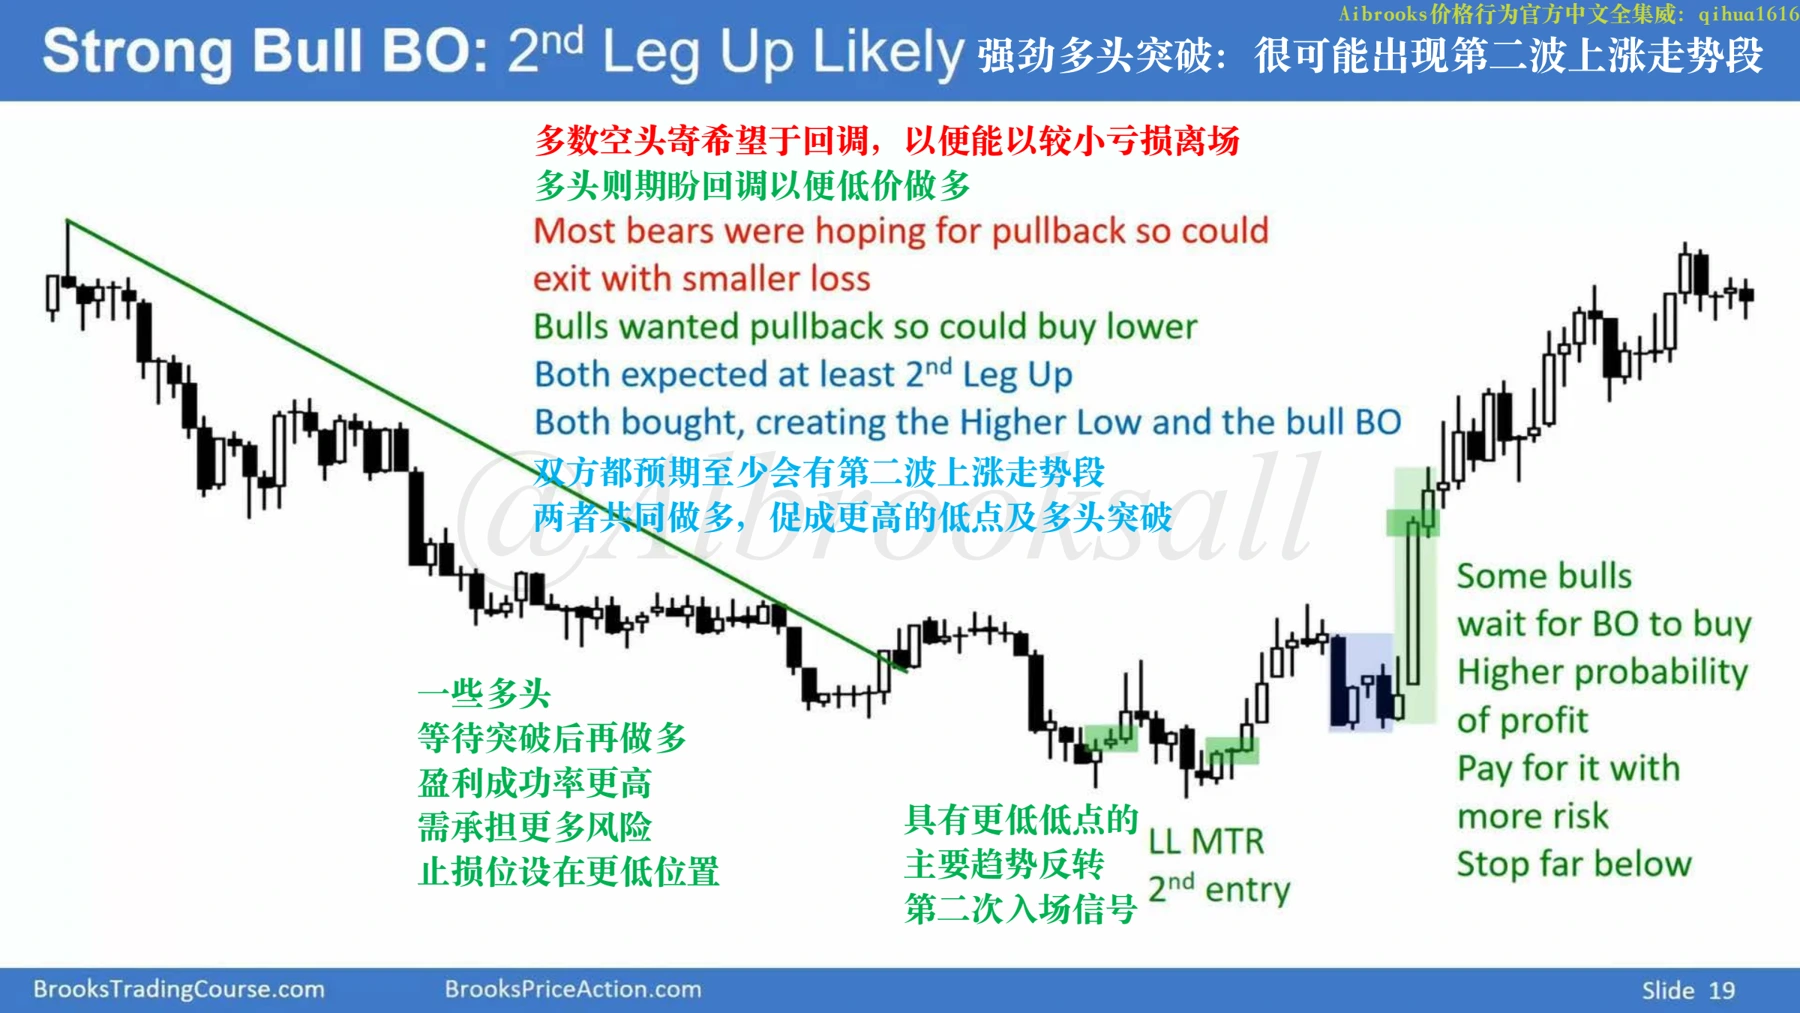 Aibrooks价格行为官方中文全集威: qihua1616
Strong Bull BO: 2nd Leg Up Likely 强劲多头突破：很可能出现第二波上涨走势段
多数空头寄希望于回调，以便能以较小亏损离场
多头则期盼回调以便低价做多
Most bears were hoping for pullback so could
exit with smaller loss
Bulls wanted pullback so could buy lower
Both expected at least 2nd Leg Up
Both bought, creating the Higher Low and the bull BO
双方都预期至少会有第二波上涨走势段
两者共同做多，促成更高的低点及多头突破
@Albrooksall
Some bulls
wait for BO to buy
Higher probability
of profit
Pay for it with
more risk
Stop far below
一些多头
等待突破后再做多
盈利成功率更高
需承担更多风险
止损位设在更低位置
具有更低低点的
主要趋势反转
第二次入场信号
LL MTR
2nd entry
BrooksTradingCourse.com
BrooksPriceAction.com
Slide 19